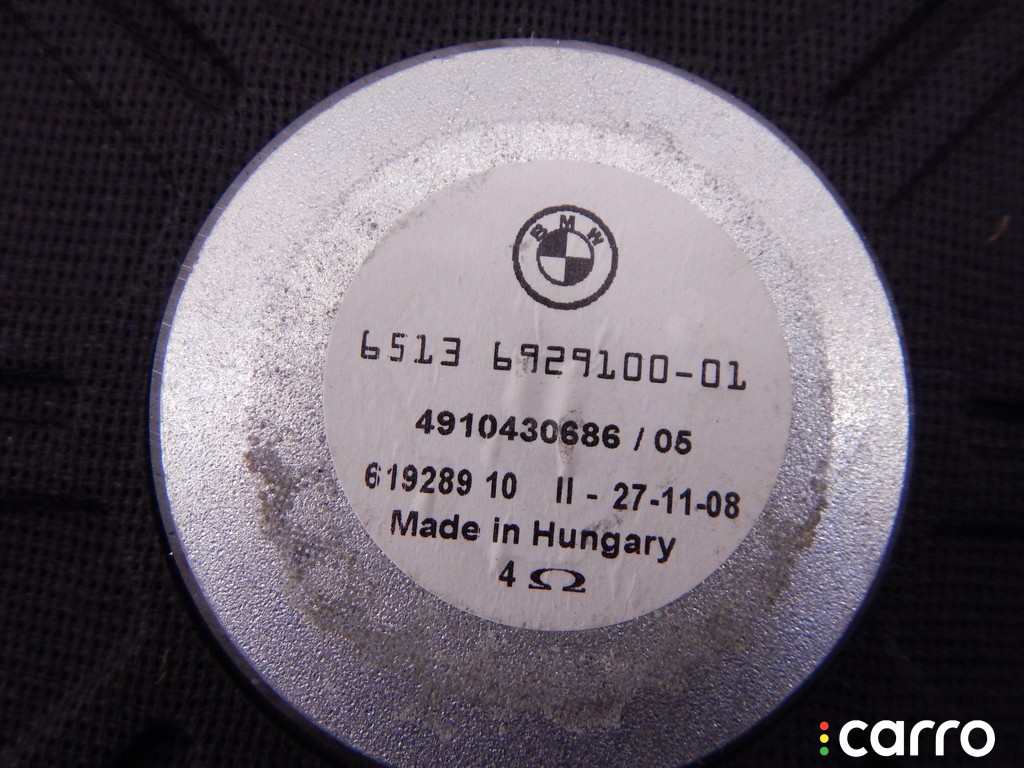 BMW
6513 6929100-01
4910430686 / 05
619289 10 II - 27-11-08
Made in Hungary
4 Ω
carro